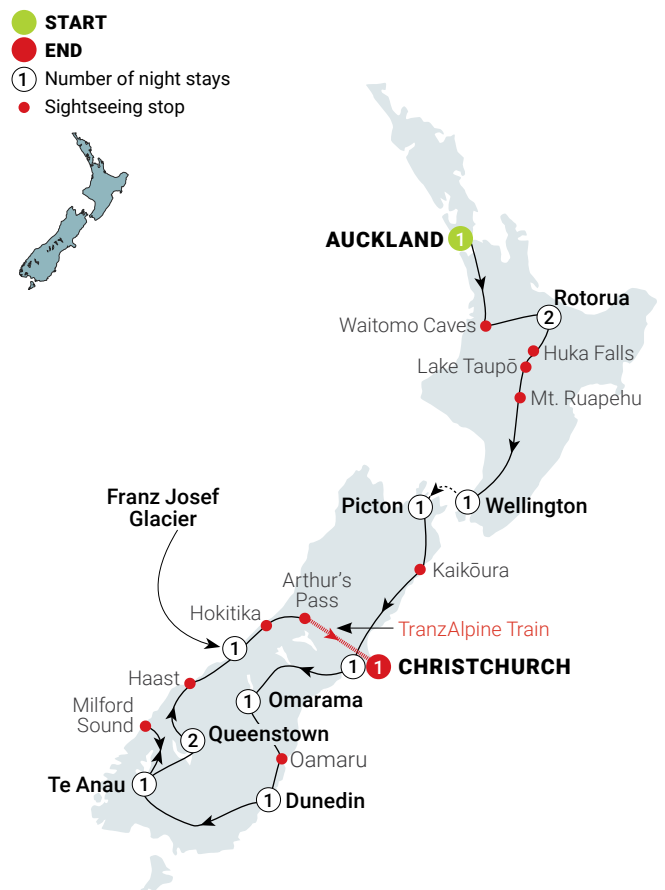 START
END
1 Number of night stays
Sightseeing stop
AUCKLAND 1
Rotorua
2
Waitomo Caves
Huka Falls
Lake Taupō
Mt. Ruapehu
Franz Josef
Glacier
Picton 1
1 Wellington
Kaikōura
Arthur's
Pass
Hokitika
TranzAlpine Train
1
1 1 CHRISTCHURCH
Haast
1 Omarama
Milford
Sound
2 Queenstown
Oamaru
Te Anau 1
1 Dunedin